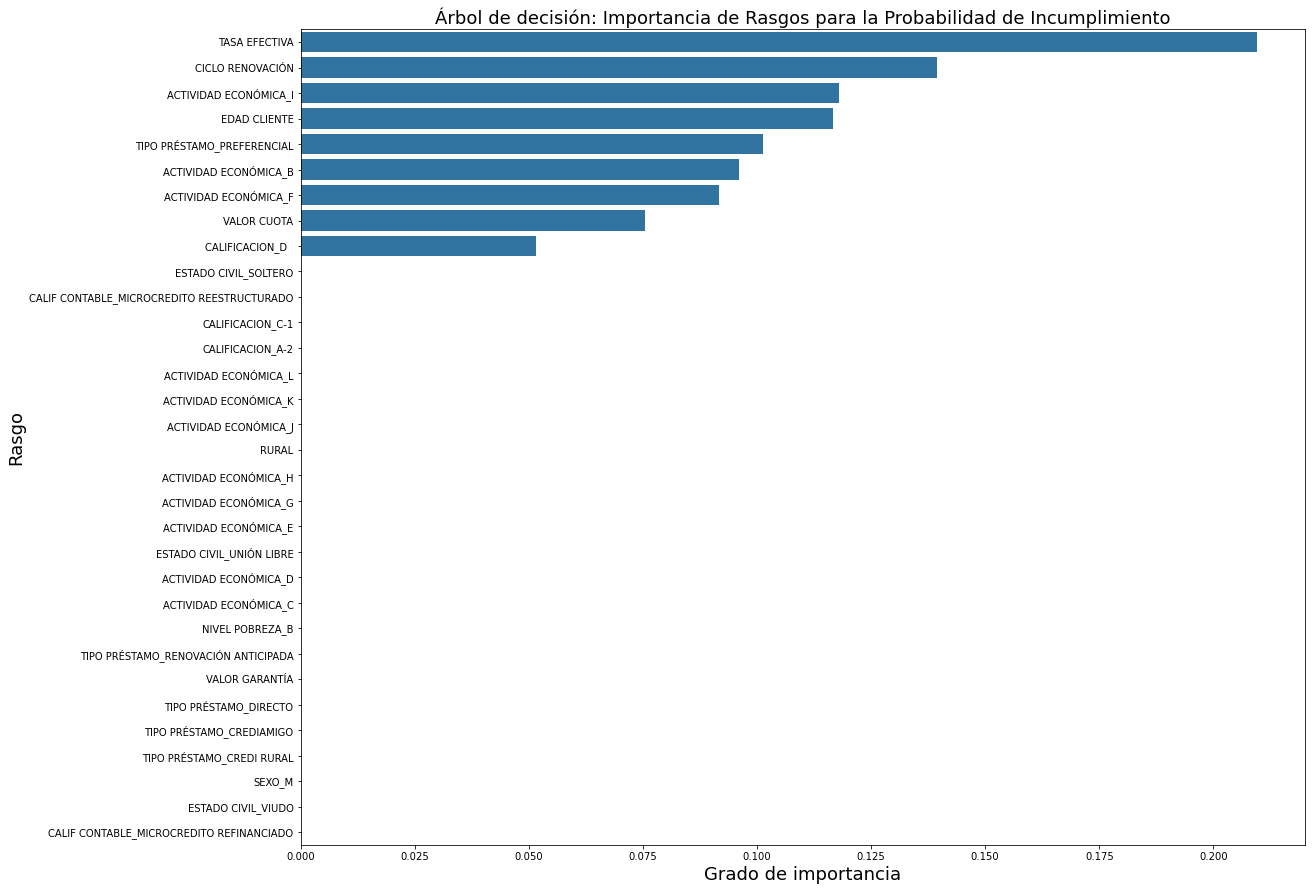 Árbol de decisión: Importancia de Rasgos para la Probabilidad de Incumplimiento
TASA EFECTIVA
CICLO RENOVACIÓN
ACTIVIDAD ECONÓMICA_I
EDAD CLIENTE
TIPO PRÉSTAMO_PREFERENCIAL
ACTIVIDAD ECONÓMICA_B
ACTIVIDAD ECONÓMICA_F
VALOR CUOTA
CALIFICACION_D
ESTADO CIVIL_SOLTERO
CALIF CONTABLE_MICROCREDITO REESTRUCTURADO
CALIFICACION_C-1
CALIFICACION_A-2
ACTIVIDAD ECONÓMICA_L
ACTIVIDAD ECONÓMICA_K
ACTIVIDAD ECONÓMICA_J
RURAL
ACTIVIDAD ECONÓMICA_H
ACTIVIDAD ECONÓMICA_G
ACTIVIDAD ECONÓMICA_E
ESTADO CIVIL_UNIÓN LIBRE
ACTIVIDAD ECONÓMICA_D
ACTIVIDAD ECONÓMICA_C
NIVEL POBREZA_B
TIPO PRÉSTAMO_RENOVACIÓN ANTICIPADA
VALOR GARANTÍA
TIPO PRÉSTAMO_DIRECTO
TIPO PRÉSTAMO_CREDIAMIGO
TIPO PRÉSTAMO_CREDI RURAL
SEXO_M
ESTADO CIVIL_VIUDO
CALIF CONTABLE_MICROCREDITO REFINANCIADO
Rasgo
0.000 0.025 0.050 0.075 0.100 0.125 0.150 0.175 0.200
Grado de importancia